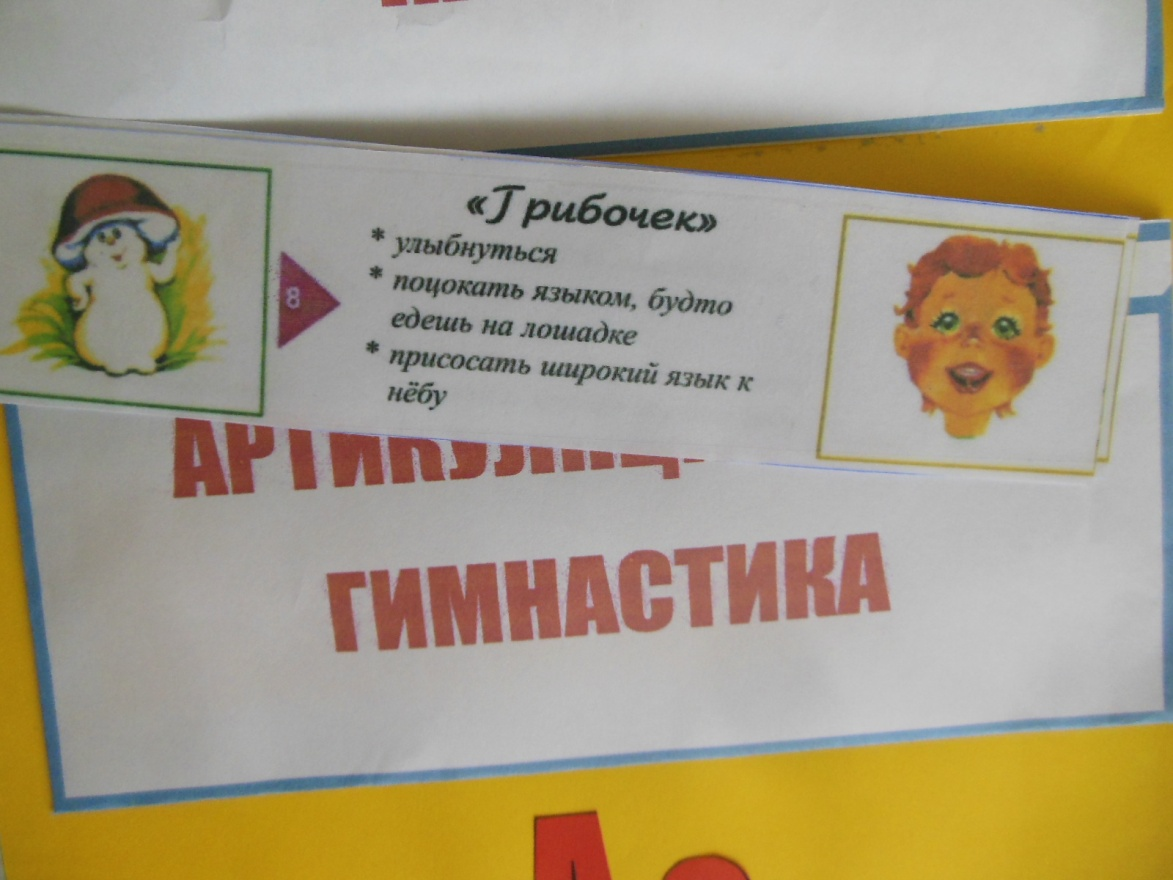 «Грибочек»
* улыбнуться
8
* поцокать языком, будто
едешь на лошадке
* присосать широкий язык к
нёбу
ГИМНАСТИКА